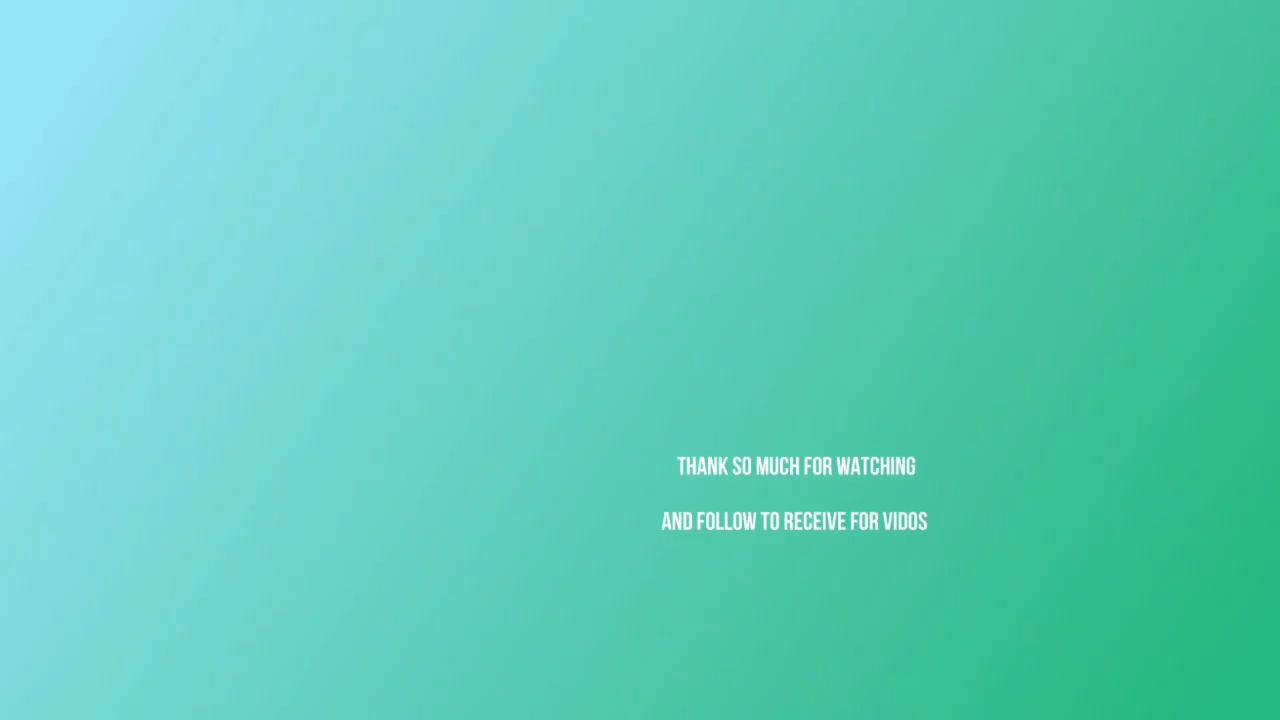 THANK SO MUCH FOR WATCHING
AND FOLLOW TO RECEIVE FOR VIDOS